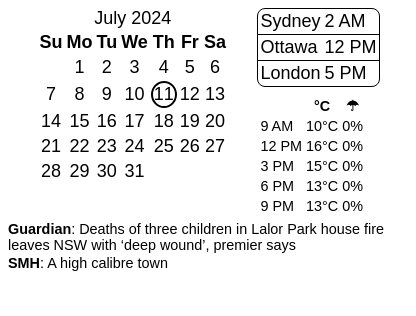 July 2024
Su Mo Tu We Th Fr Sa
1 2 3 4 5 6
7 8 9 10 11 12 13
14 15 16 17 18 19 20
21 22 23 24 25 26 27
28 29 30 31
Sydney 2 AM
Ottawa 12 PM
London 5 PM
°C ☂
9 AM 10°C 0%
12 PM 16°C 0%
3 PM 15°C 0%
6 PM 13°C 0%
9 PM 13°C 0%
Guardian: Deaths of three children in Lalor Park house fire
leaves NSW with ‘deep wound’, premier says
SMH: A high calibre town